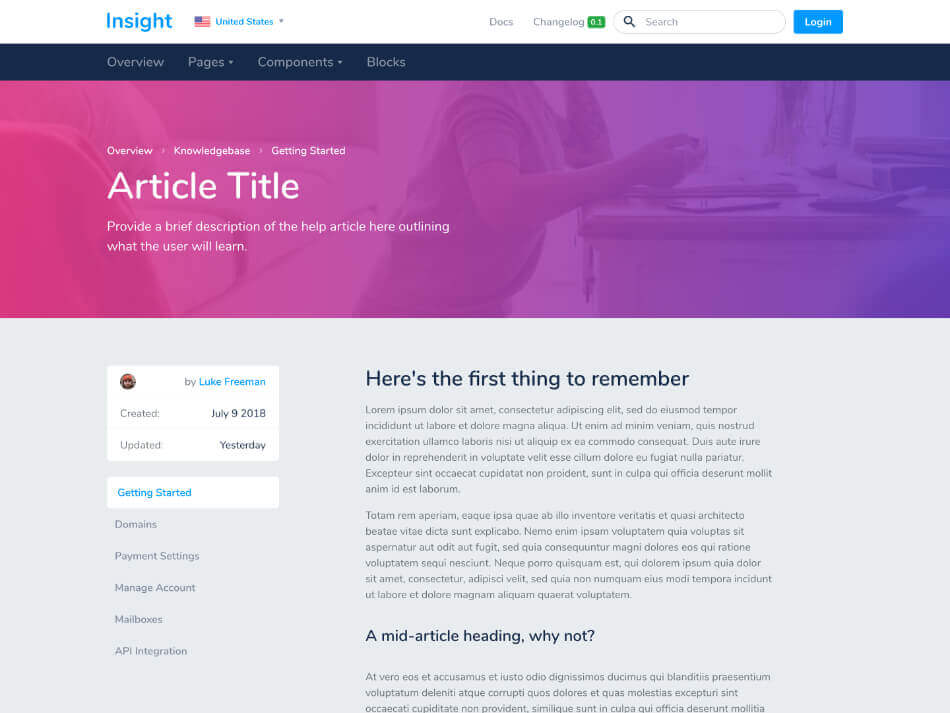 Insight
United States
Docs
Changelog 0.1
Search
Login
Overview
Pages
Components
Blocks
Overview › Knowledgebase › Getting Started
Article Title
Provide a brief description of the help article here outlining
what the user will learn.
by Luke Freeman
Created: July 9 2018
Updated: Yesterday
Getting Started
Domains
Payment Settings
Manage Account
Mailboxes
API Integration
Here's the first thing to remember
Lorem ipsum dolor sit amet, consectetur adipiscing elit, sed do eiusmod tempor
incididunt ut labore et dolore magna aliqua. Ut enim ad minim veniam, quis nostrud
exercitation ullamco laboris nisi ut aliquip ex ea commodo consequat. Duis aute irure
dolor in reprehenderit in voluptate velit esse cillum dolore eu fugiat nulla pariatur.
Excepteur sint occaecat cupidatat non proident, sunt in culpa qui officia deserunt mollit
anim id est laborum.
Totam rem aperiam, eaque ipsa quae ab illo inventore veritatis et quasi architecto
beatae vitae dicta sunt explicabo. Nemo enim ipsam voluptatem quia voluptas sit
aspernatur aut odit aut fugit, sed quia consequuntur magni dolores eos qui ratione
voluptatem sequi nesciunt. Neque porro quisquam est, qui dolorem ipsum quia dolor
sit amet, consectetur, adipisci velit, sed quia non numquam eius modi tempora incidunt
ut labore et dolore magnam aliquam quaerat voluptatem.
A mid-article heading, why not?
At vero eos et accusamus et iusto odio dignissimos ducimus qui blanditiis praesentium
voluptatum deleniti atque corrupti quos dolores et quas molestias excepturi sint
occaecati cupiditate non provident, similique sunt in culpa qui officia deserunt mollitia